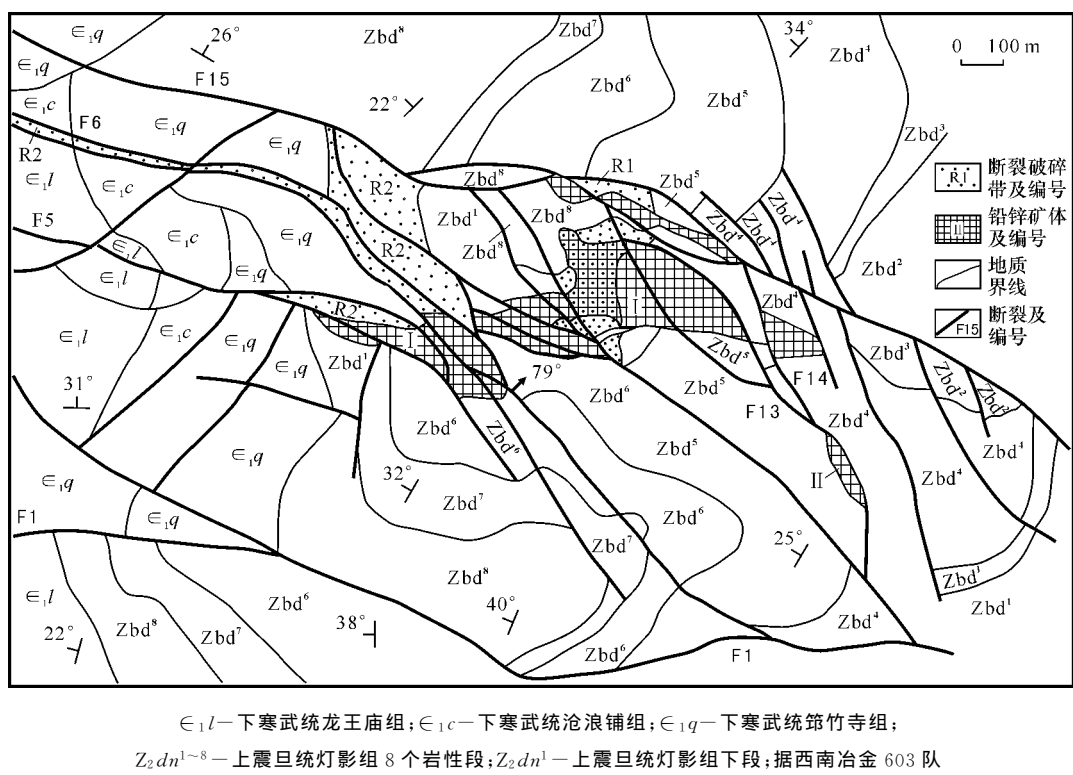 ∈₁q
26°
Zbd⁸
Zbd⁷
34°
Zbd⁴
0 100 m
∈₁q
F15
Zbd⁶
22°
Zbd⁵
∈₁c
F6
∈₁q
∈₁q
Zbd³
R2
R1
断裂破碎
带及编号
R1
∈₁l
∈₁c
R2
Zbd⁸
Zbd⁵
Zbd⁴
Zbd⁴
Zbd⁴
铅锌矿体
及编号
II
F5
∈₁c
∈₁q
Zbd¹
Zbd⁸
Zbd⁸
∈₁l
R2
Zbd²
地质
界线
∈₁l
∈₁q
I
Zbd⁴
断裂及
编号
F15
∈₁l
∈₁c
R2
I
∈₁q
Zbd¹
Zbd⁵
Zbd³
∈₁q
79°
Zbd⁶
Zbd⁵
F14
Zbd²
Zbd²
31°
F13
Zbd⁴
Zbd⁶
Zbd⁶
Zbd⁵
Zbd⁴
∈₁q
∈₁q
32°
II
Zbd⁴
Zbd⁷
F1
∈₁q
Zbd⁶
25°
Zbd⁷
Zbd⁸
Zbd¹
∈₁l
Zbd⁶
Zbd¹
22°
Zbd⁸
Zbd⁷
38°
40°
Zbd⁴
Zbd⁶
F1
∈₁l—下寒武统龙王庙组;∈₁c—下寒武统沧浪铺组;∈₁q—下寒武统筇竹寺组;
Z₂dn¹~⁸—上震旦统灯影组 8 个岩性段;Z₂dn¹—上震旦统灯影组下段;据西南冶金 603 队